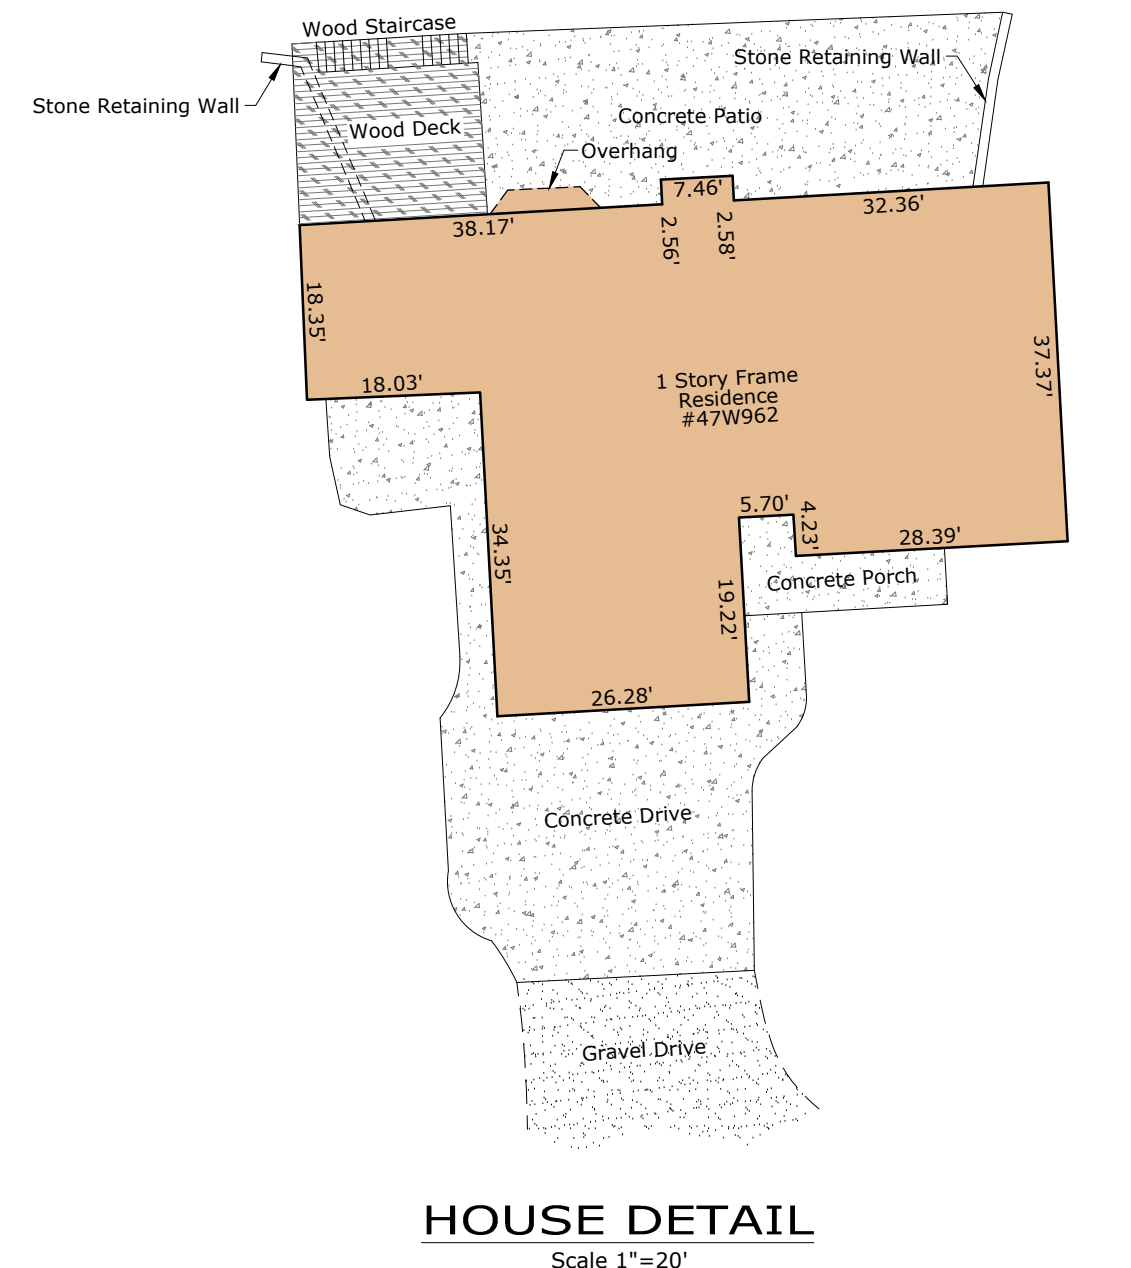 Wood Staircase
Stone Retaining Wall
Stone Retaining Wall
Concrete Patio
Wood Deck
Overhang
7.46'
32.36'
38.17'
2.56'
2.58'
18.35'
37.37'
18.03'
1 Story Frame
Residence
#47W962
5.70'
4.23'
28.39'
34.35'
Concrete Porch
19.22'
26.28'
Concrete Drive
Gravel Drive
HOUSE DETAIL
Scale 1"=20'